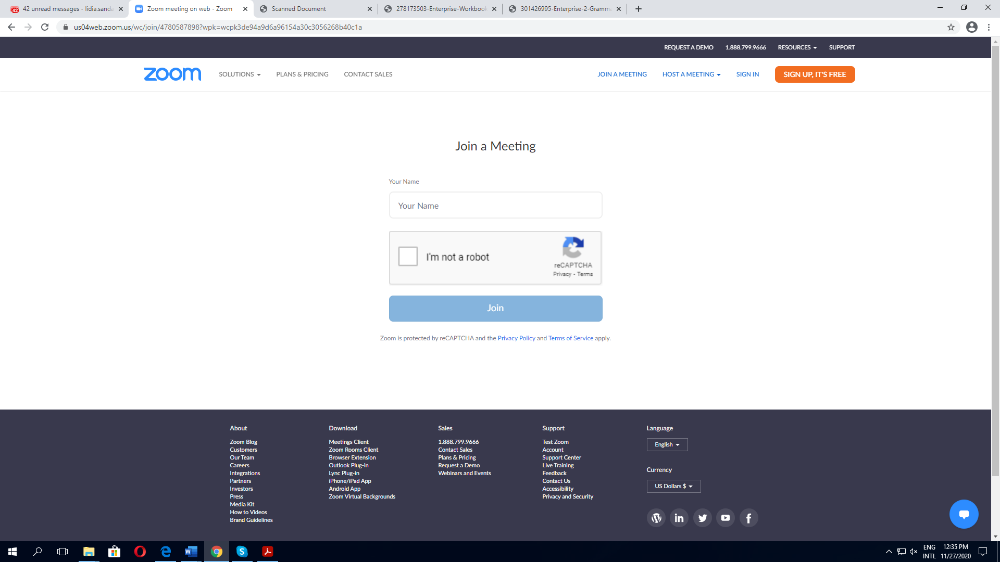 42 unread messages - lidia.sanda
Zoom meeting on web - Zoom
Scanned Document
278173503-Enterprise-Workbook
301426995-Enterprise-2-Gramma
us04web.zoom.us/wc/join/4780587898?wpk=wcpk3de94a9d6a96154a30c3056268b40c1a
REQUEST A DEMO 1.888.799.9666 RESOURCES SUPPORT
zoom SOLUTIONS PLANS & PRICING CONTACT SALES JOIN A MEETING HOST A MEETING SIGN IN SIGN UP, IT'S FREE
Join a Meeting
Your Name
Your Name
I'm not a robot
reCAPTCHA
Privacy - Terms
Join
Zoom is protected by reCAPTCHA and the Privacy Policy and Terms of Service apply.
About
Zoom Blog
Customers
Our Team
Careers
Integrations
Partners
Investors
Press
Media Kit
How to Videos
Brand Guidelines
Download
Meetings Client
Zoom Rooms Client
Browser Extension
Outlook Plug-in
Lync Plug-in
iPhone/iPad App
Android App
Zoom Virtual Backgrounds
Sales
1.888.799.9666
Contact Sales
Plans & Pricing
Request a Demo
Webinars and Events
Support
Test Zoom
Account
Support Center
Live Training
Feedback
Contact Us
Accessibility
Privacy and Security
Language
English
Currency
US Dollars $
ENG 12:35 PM
INTL 11/27/2020